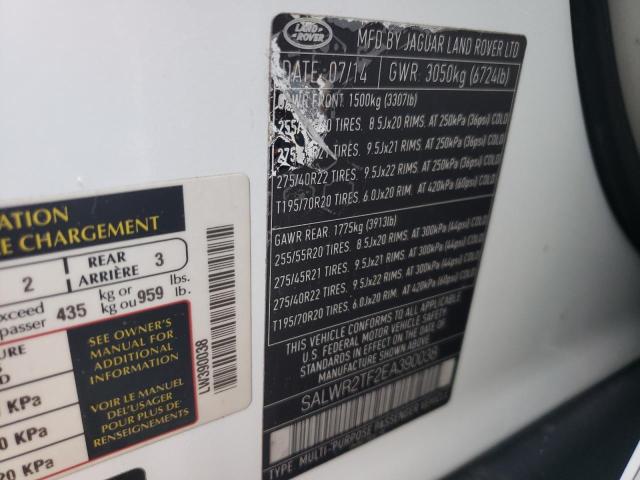 LAND ROVER
MFD BY JAGUAR LAND ROVER LTD
DATE: 07/14 GWR: 3050kg (6724lb)
GAWR FRONT: 1500kg (3307lb)
255/ 20 TIRES. 8.5Jx20 RIMS. AT 250kPa (36psi) COLD
275 R21 TIRES. 9.5Jx21 RIMS. AT 250kPa (36psi) COLD
275/40R22 TIRES. 9.5Jx22 RIMS. AT 250kPa (36psi) COLD
T195/70R20 TIRES. 6.0Jx20 RIM. AT 420kPa (60psi) COLD
GAWR REAR: 1775kg (3913lb)
255/55R20 TIRES. 8.5Jx20 RIMS. AT 300kPa (44psi) COLD
275/45R21 TIRES. 9.5Jx21 RIMS. AT 300kPa (44psi) COLD
275/40R22 TIRES. 9.5Jx22 RIMS. AT 300kPa (44psi) COLD
T195/70R20 TIRES. 6.0Jx20 RIM. AT 420kPa (60psi) COLD
THIS VEHICLE CONFORMS TO ALL APPLICABLE
U.S. FEDERAL MOTOR VEHICLE SAFETY
STANDARDS IN EFFECT ON THE DATE OF
MANUFACTURE SHOWN ABOVE
SALWR2TF2EA390038
TYPE: MULTI-PURPOSE PASSENGER VEHICLE
ATION
E CHARGEMENT
2 REAR ARRIÈRE 3
exceed
passer 435 kg or kg ou 959 lbs. lb.
URE
D
SEE OWNER'S
MANUAL FOR
ADDITIONAL
INFORMATION
KPa
VOIR LE MANUEL
DE L'USAGER
POUR PLUS DE
RENSEIGNEMENTS
0 KPa
20 KPa
LW390038